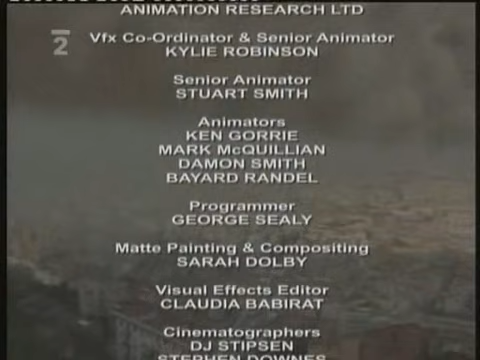 ANIMATION RESEARCH LTD
Vfx Co-Ordinator & Senior Animator
KYLIE ROBINSON
2
Senior Animator
STUART SMITH
Animators
KEN GORRIE
MARK McQUILLIAN
DAMON SMITH
BAYARD RANDEL
Programmer
GEORGE SEALY
Matte Painting & Compositing
SARAH DOLBY
Visual Effects Editor
CLAUDIA BABIRAT
Cinematographers
DJ STIPSEN
STEPHEN DOWNES